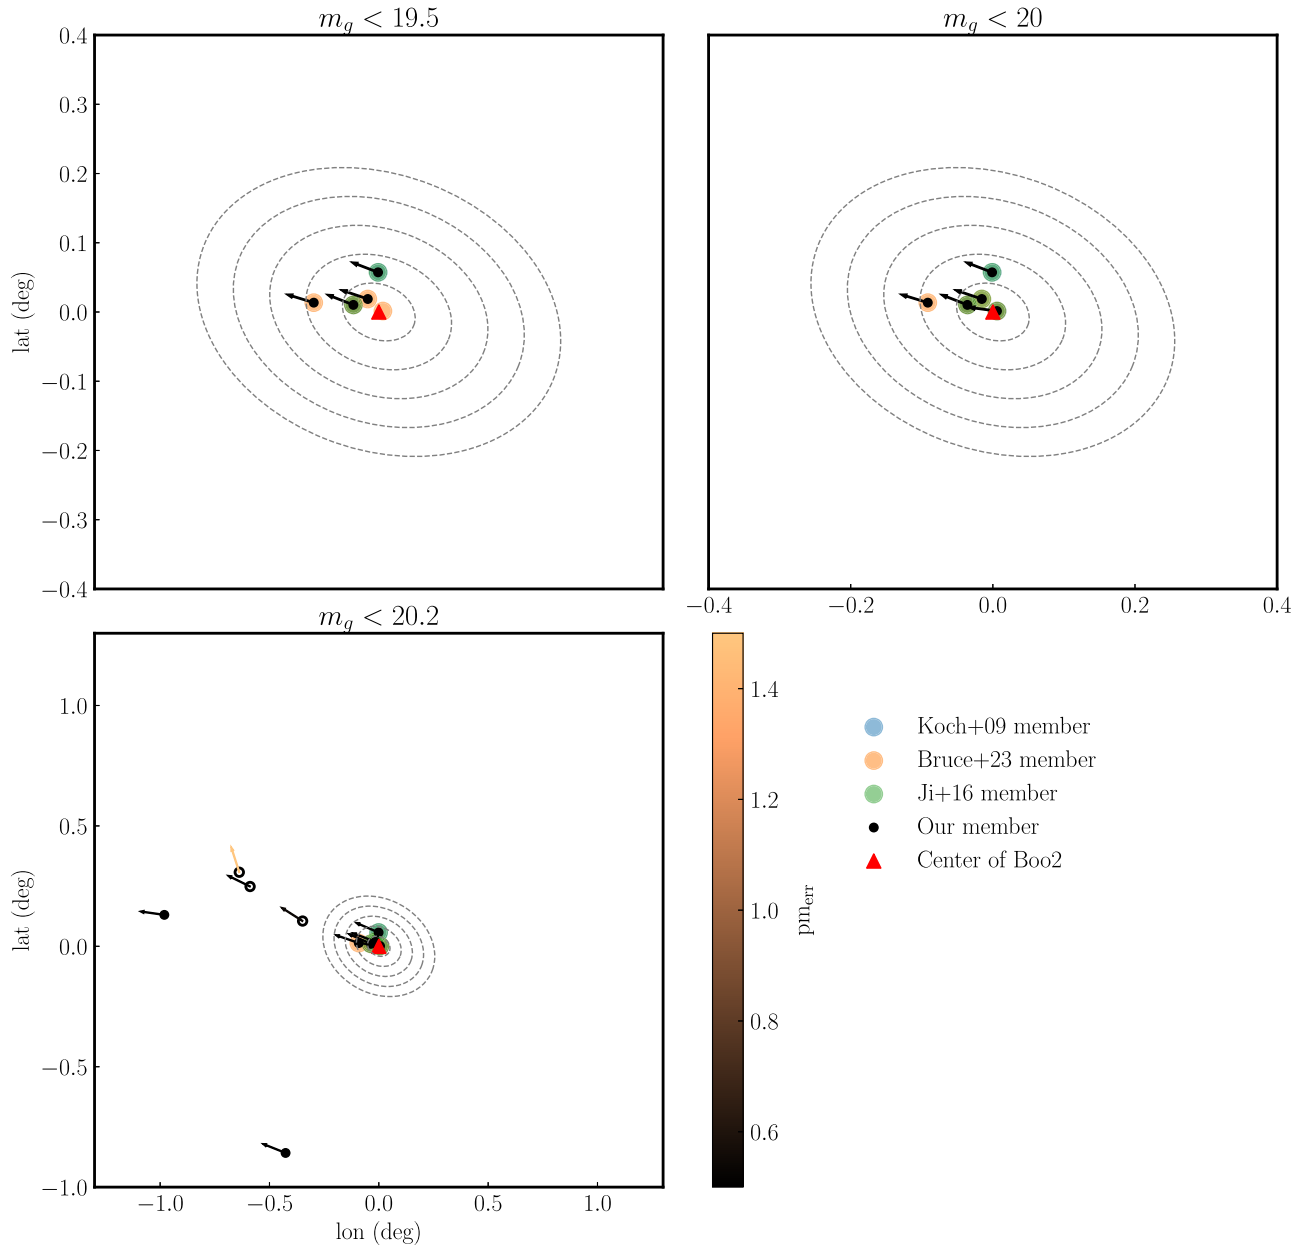 m_g < 19.5
m_g < 20
0.4
0.3
0.2
0.1
0.0
−0.1
−0.2
−0.3
−0.4
lat (deg)
−0.4 −0.2 0.0 0.2 0.4
m_g < 20.2
1.0
0.5
0.0
−0.5
−1.0
lat (deg)
−1.0 −0.5 0.0 0.5 1.0
lon (deg)
1.4
1.2
1.0
0.8
0.6
pm_err
Koch+09 member
Bruce+23 member
Ji+16 member
Our member
Center of Boo2